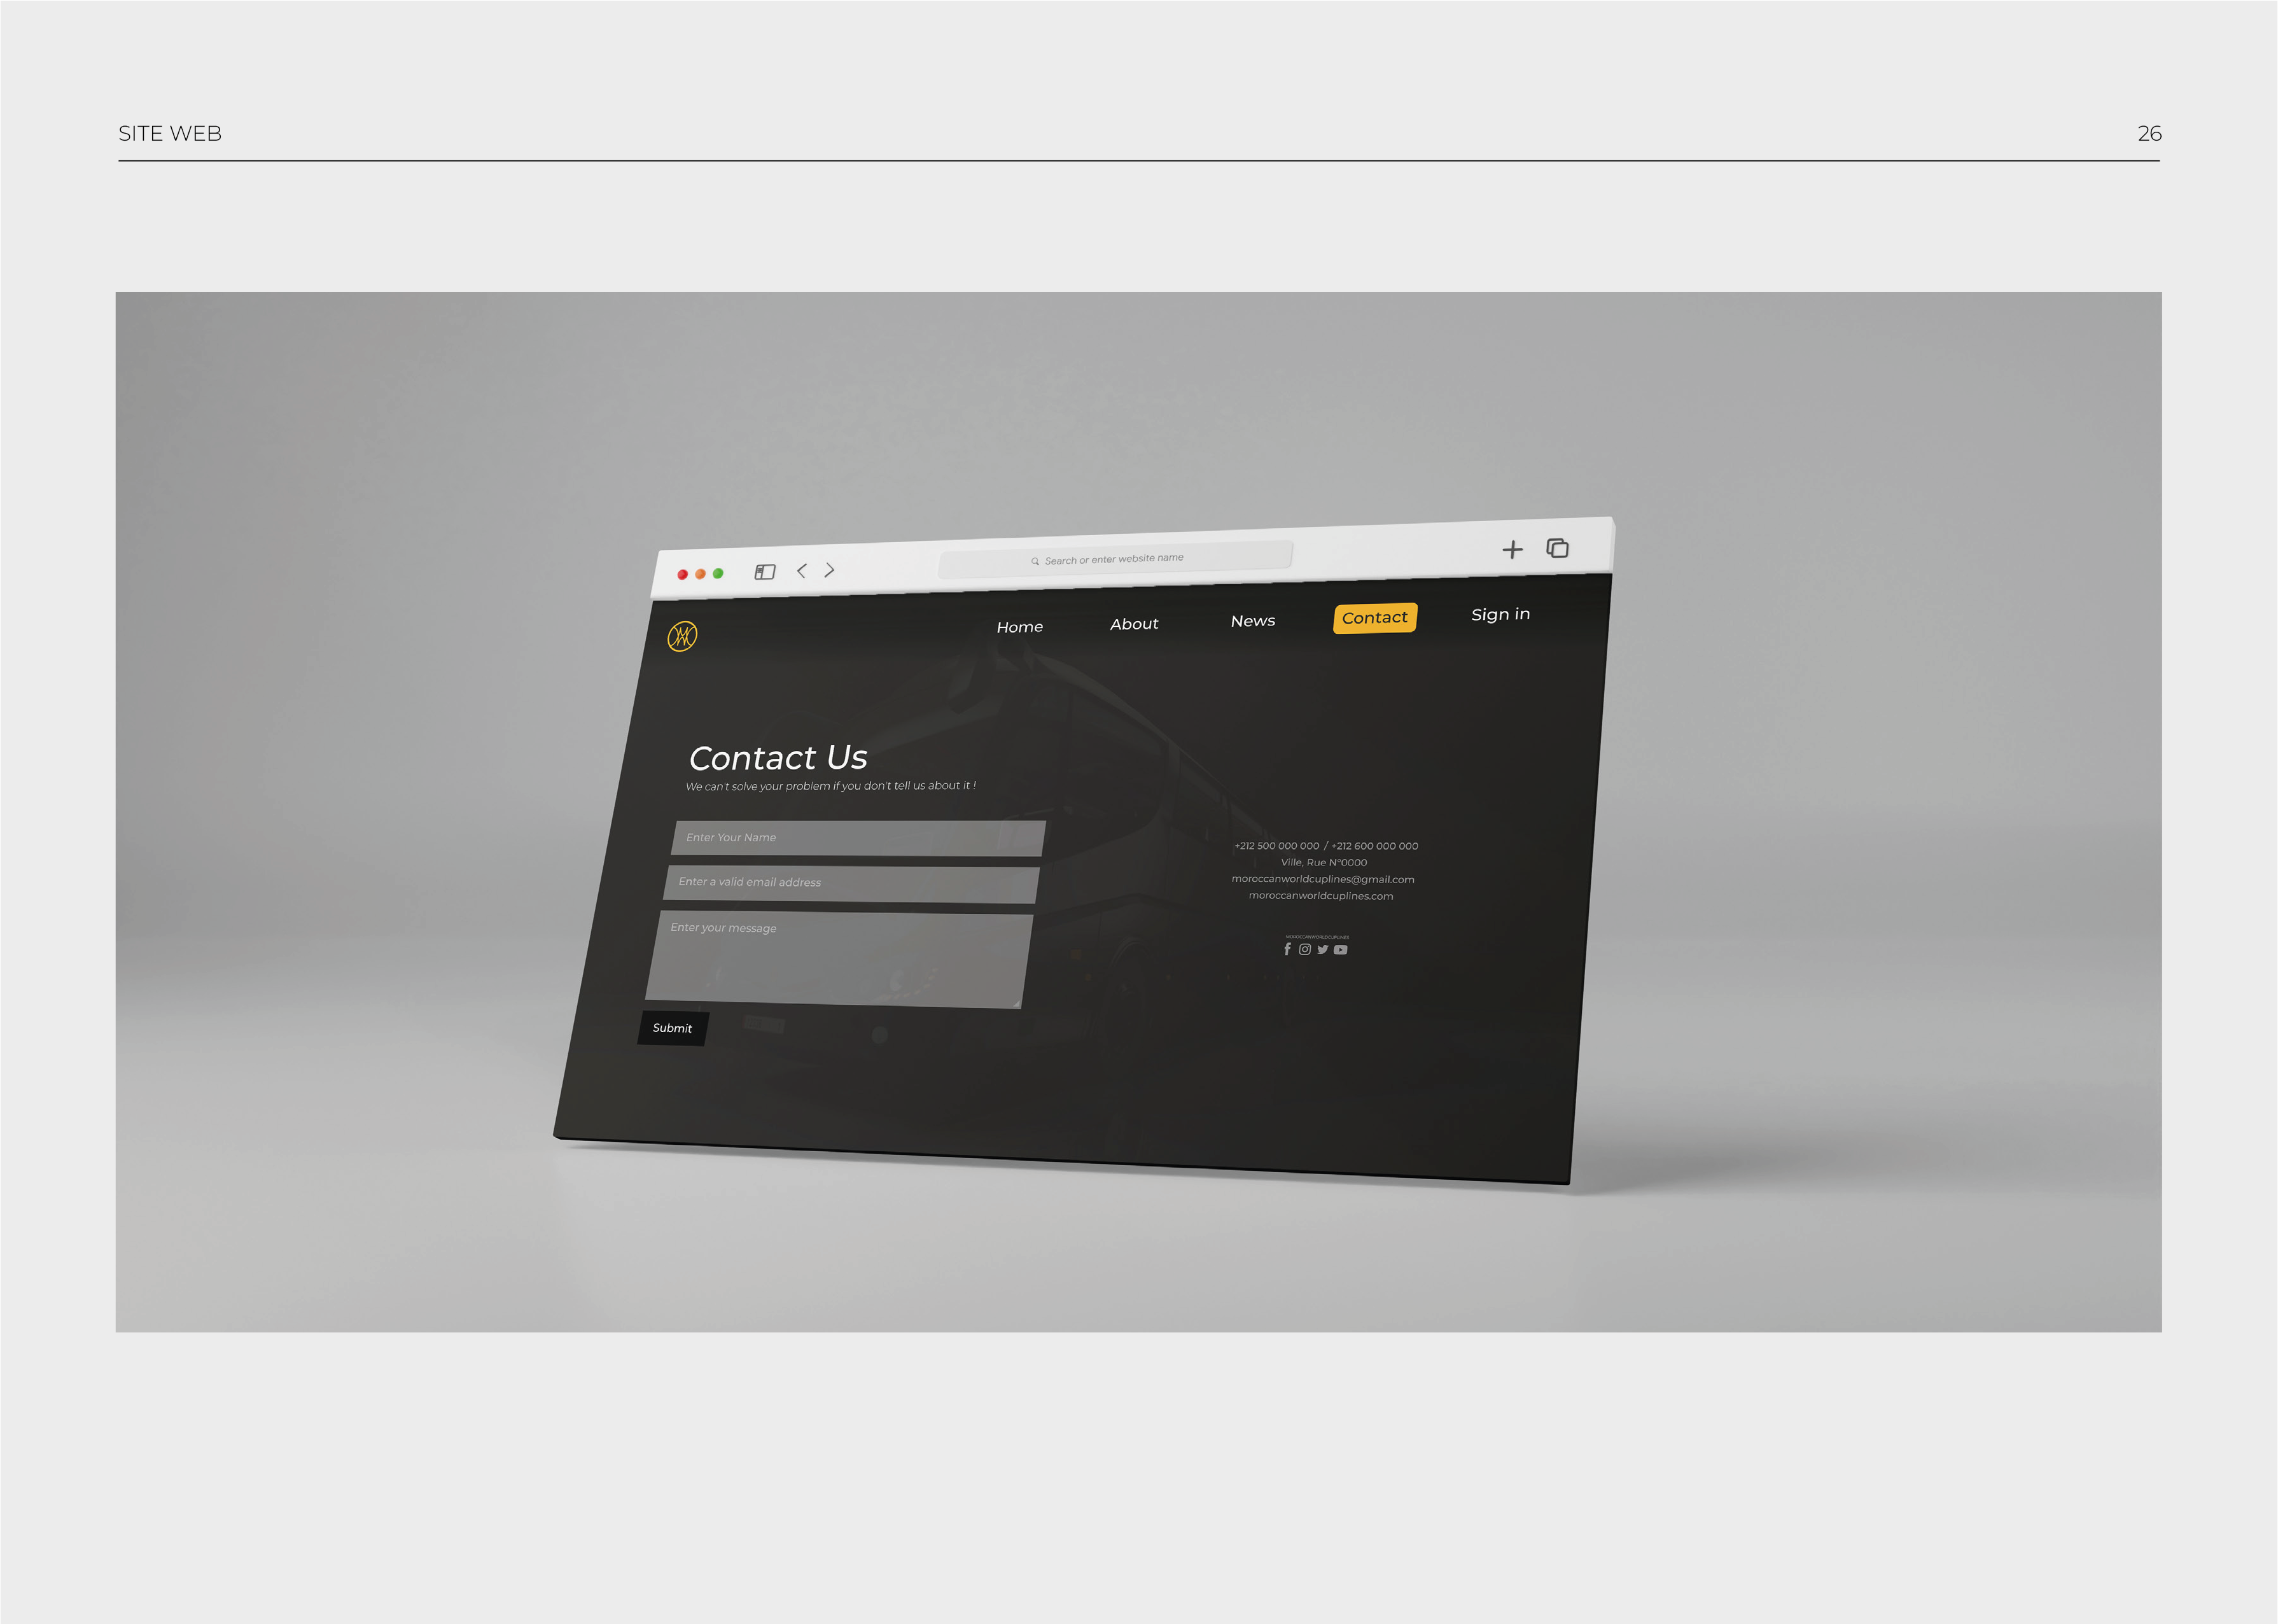 SITE WEB
26
Search or enter website name
Home
About
News
Contact
Sign in
Contact Us
We can't solve your problem if you don't tell us about it !
Enter Your Name
Enter a valid email address
Enter your message
Submit
+212 500 000 000 / +212 600 000 000
Ville, Rue N°0000
moroccanworldcuplines@gmail.com
moroccanworldcuplines.com
MOROCCANWORLDCUPLINES